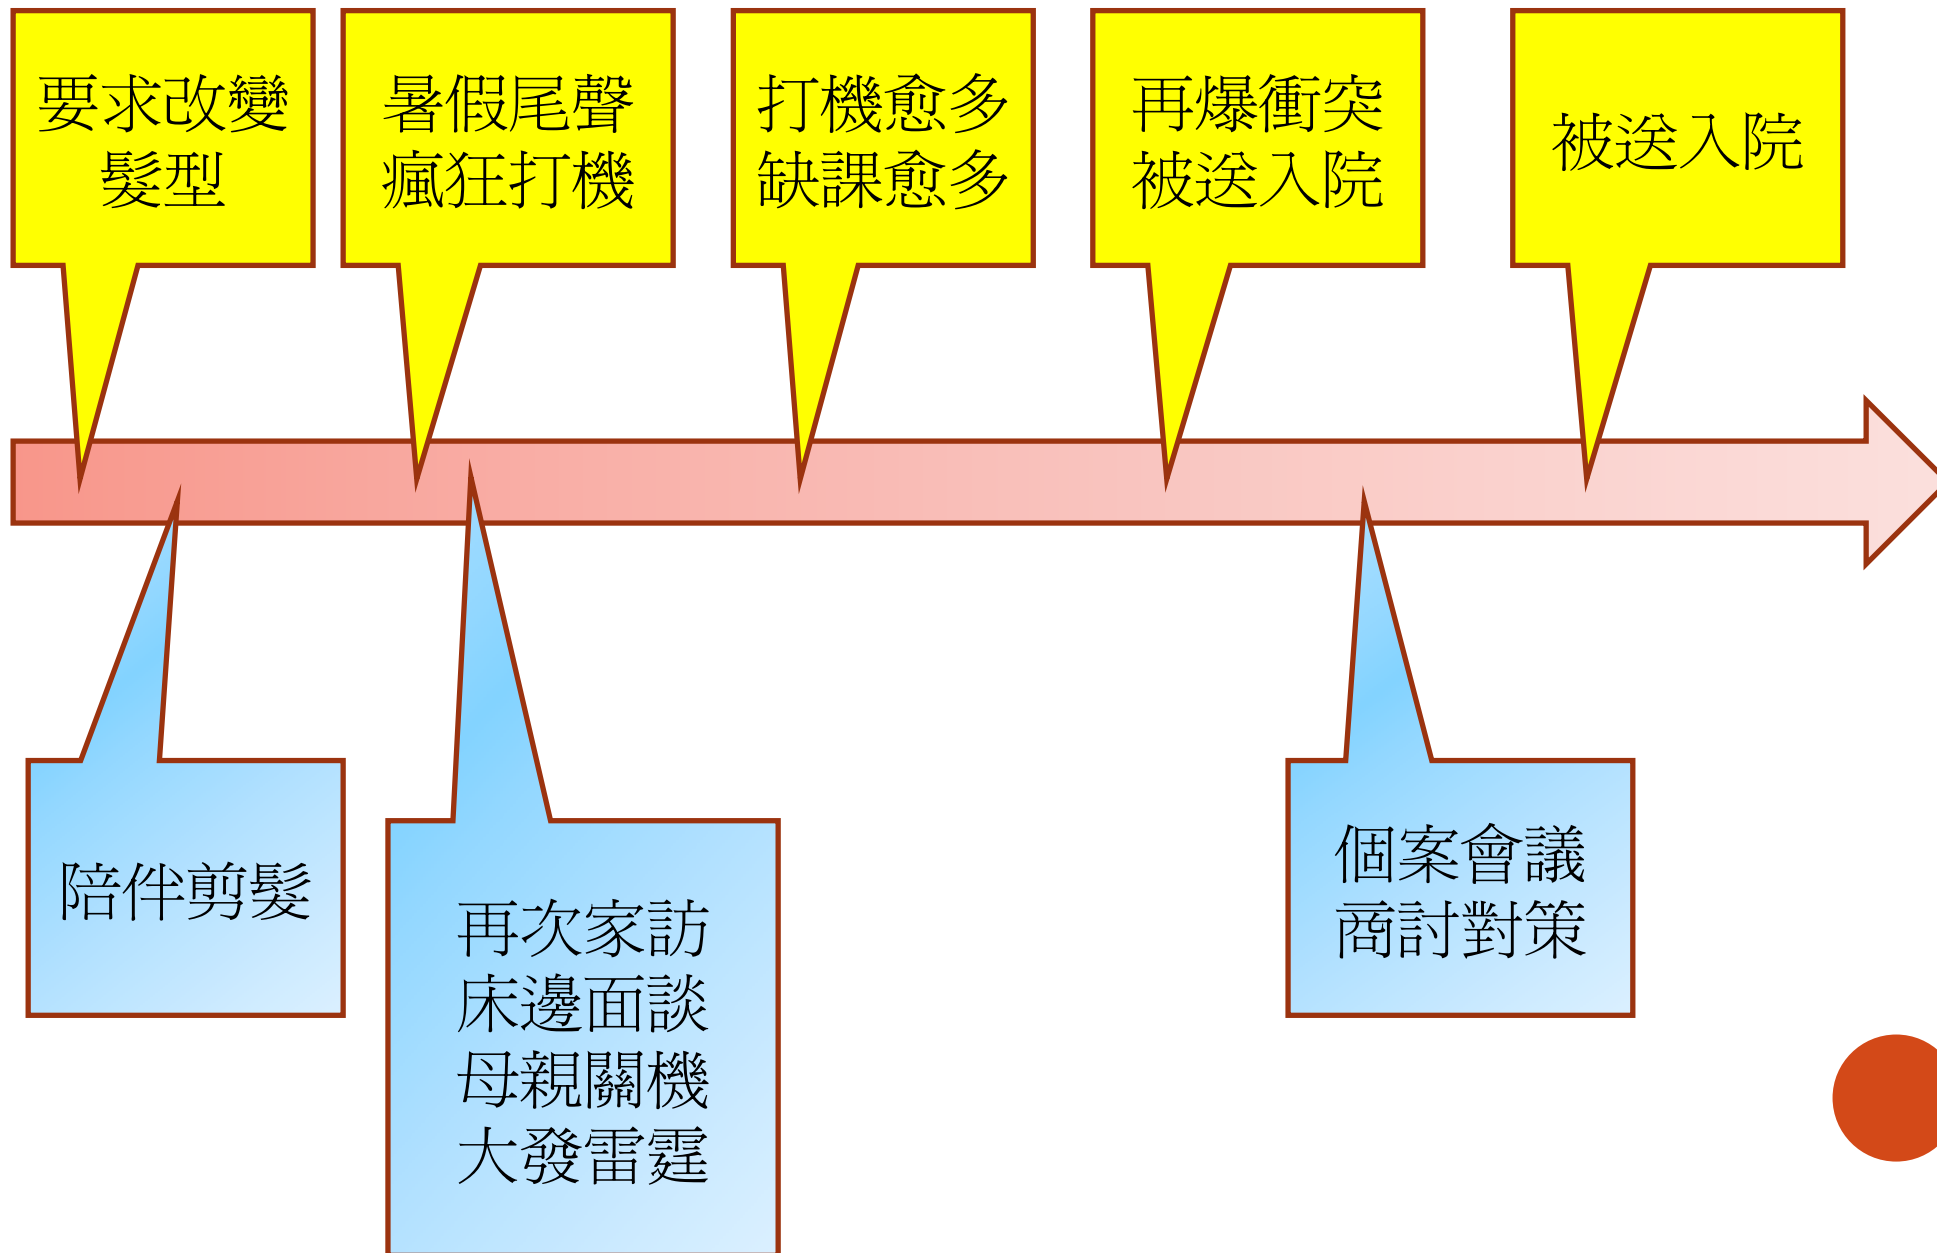 要求改變
髮型
暑假尾聲
瘋狂打機
打機愈多
缺課愈多
再爆衝突
被送入院
被送入院
陪伴剪髮
再次家訪
床邊面談
母親關機
大發雷霆
個案會議
商討對策